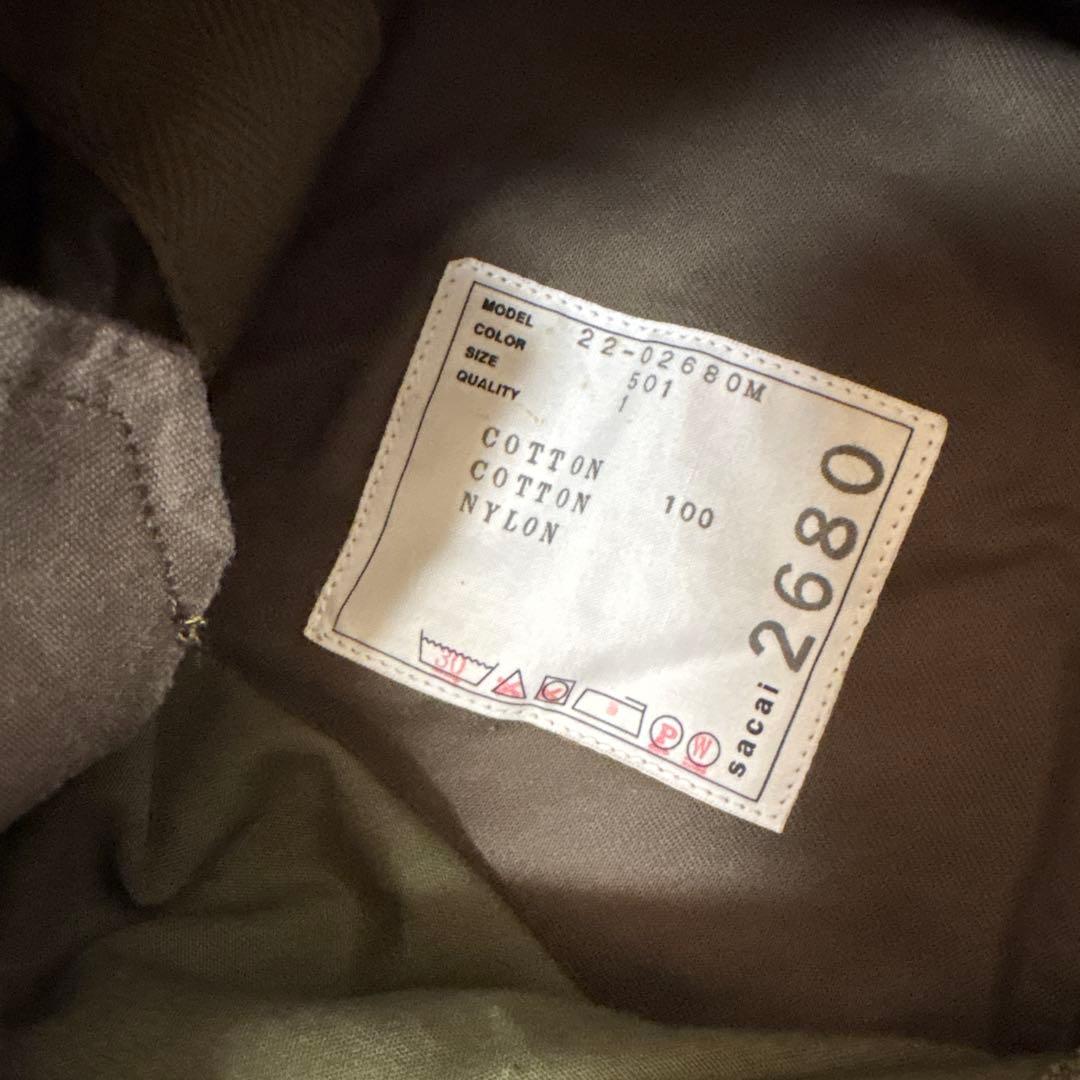 MODEL 22-02680M
COLOR 501
SIZE 1
QUALITY
COTTON
COTTON 100
NYLON
30
P W
sacai 2680